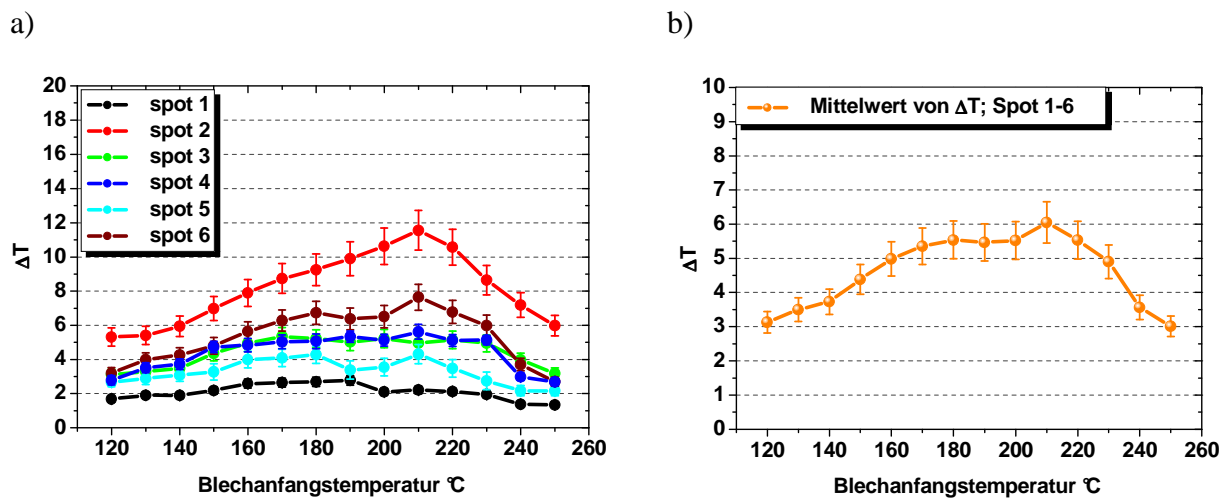 a)
20
18
16
14
12
10
8
6
4
2
0
ΔT
spot 1
spot 2
spot 3
spot 4
spot 5
spot 6
120 140 160 180 200 220 240 260
Blechanfangstemperatur °C
b)
10
9
8
7
6
5
4
3
2
1
0
ΔT
Mittelwert von ΔT; Spot 1-6
120 140 160 180 200 220 240 260
Blechanfangstemperatur °C